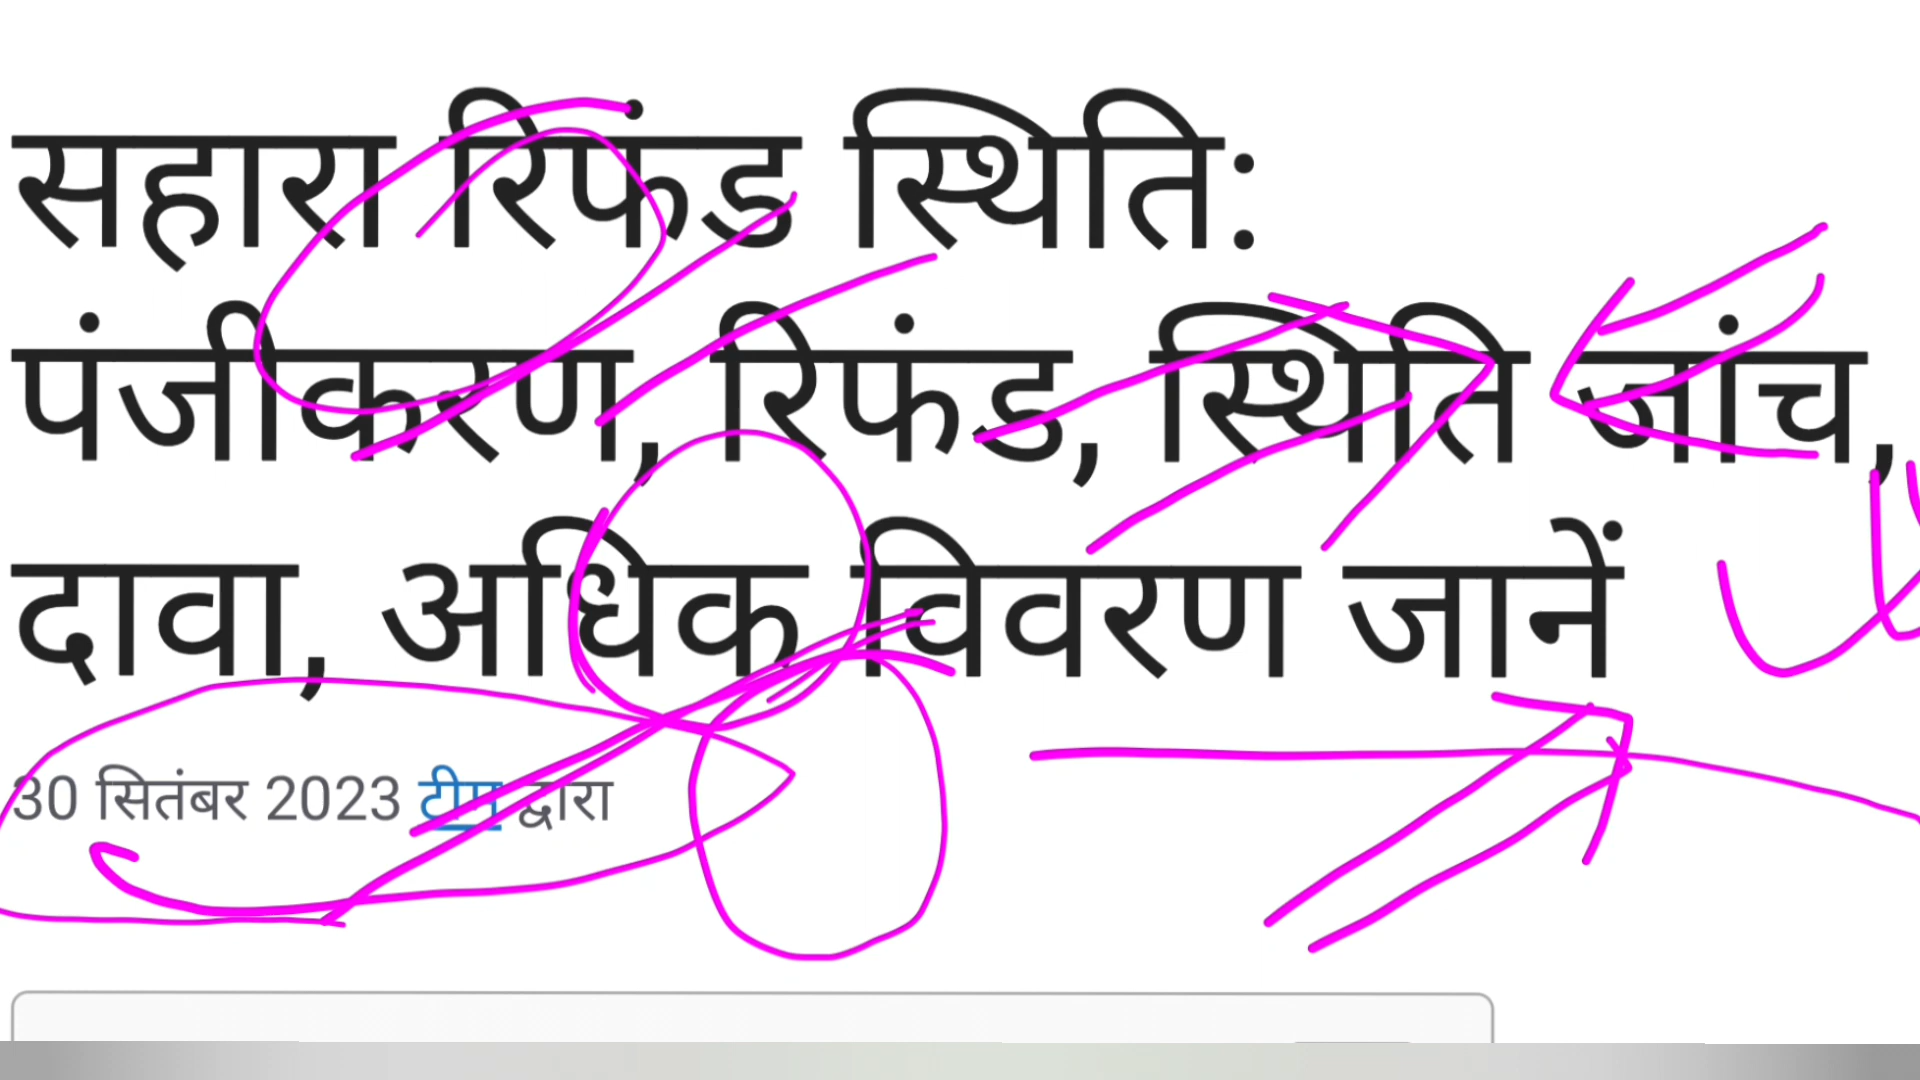 सहारा रिफंड स्थिति:
पंजीकरण, रिफंड, स्थिति जांच,
दावा, अधिक विवरण जानें
30 सितंबर 2023 टीम द्वारा